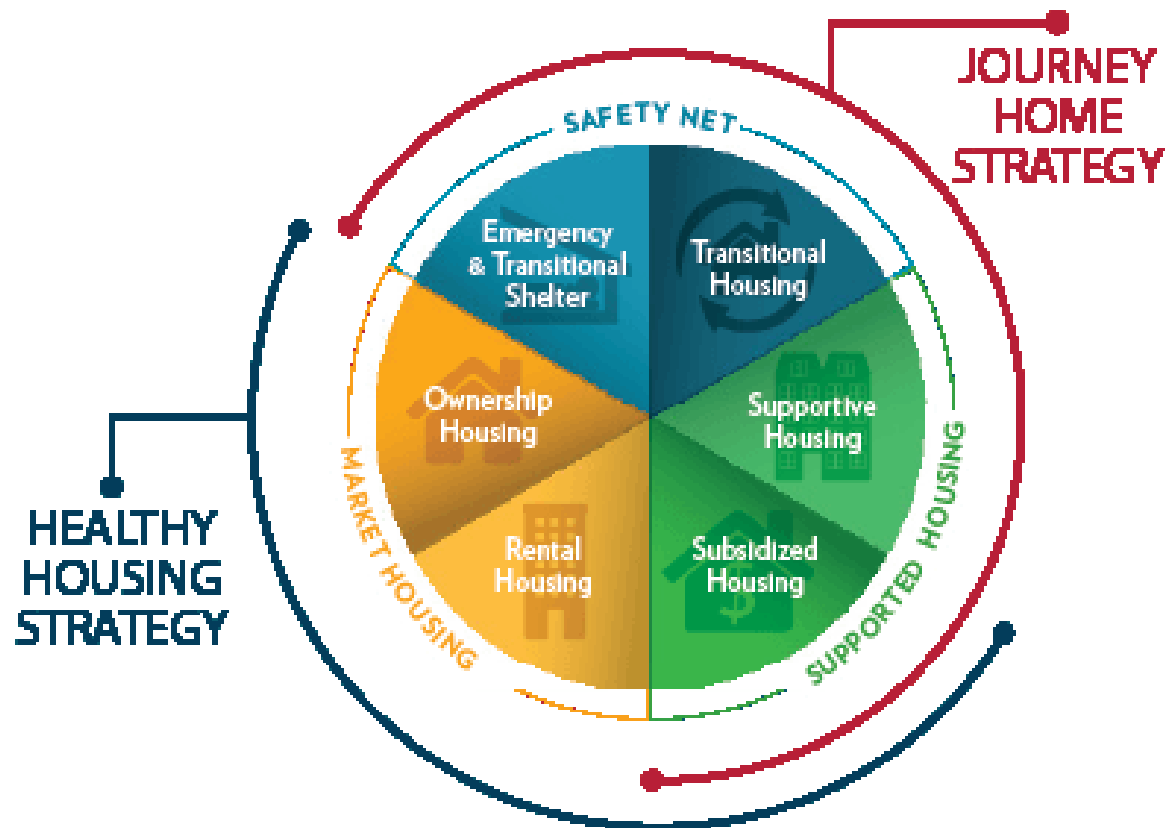 JOURNEY
HOME
STRATEGY
SAFETY NET
Emergency
& Transitional
Shelter
Transitional
Housing
Ownership
Housing
Supportive
Housing
Rental
Housing
Subsidized
Housing
$
MARKET HOUSING
SUPPORTED HOUSING
HEALTHY
HOUSING
STRATEGY